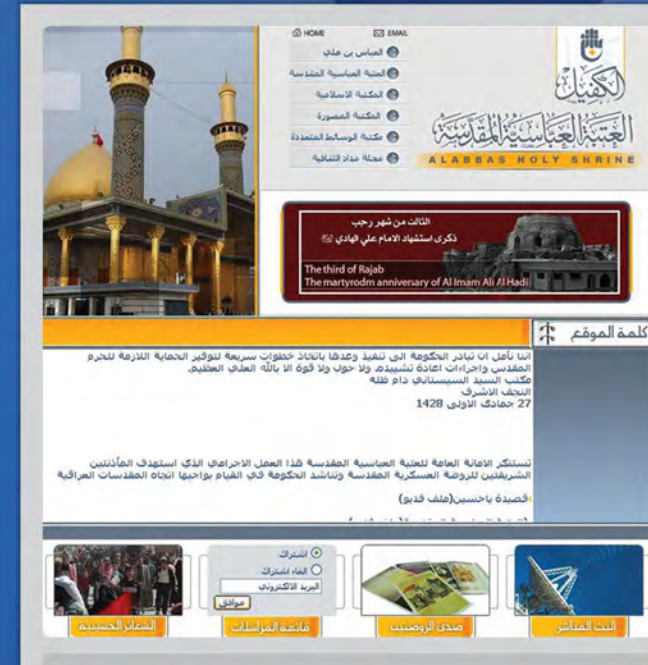 HOME
EMAIL
العباس بن علي
العتبة العباسية المقدسة
المكتبة الاسلامية
المكتبة المصورة
مكتبة الوسائط المتعددة
مجلة مداد الثقافية
الكفيل
العتبة العباسية المقدسة
ALABBAS HOLY SHRINE
الثالث من شهر رجب
ذكرى استشهاد الامام علي الهادي
The third of Rajab
The martyrodm anniversary of Al Imam Ali Al Hadi
كلمة الموقع
اننا نأمل ان تبادر الحكومة الى تنفيذ وعدها باتخاذ خطوات سريعة لتوفير الحماية اللازمة للحرم
المقدس واجراءات اعادة تشييده. ولا حول ولا قوة الا بالله العلي العظيم.
مكتب السيد السيستاني دام ظله
النجف الاشرف
27 جمادى الاولى 1428
تستنكر الامانة العامة للعتبة العباسية المقدسة هذا العمل الاجرامي الذي استهدف المأذنتين
الشريفتين للروضة العسكرية المقدسة وتناشد الحكومة في القيام بواجبها اتجاه المقدسات العراقية
قصيدة ياحسين(ملف فديو)
اشتراك
الغاء اشتراك
البريد الالكتروني
موافق
البث المباشر
صدى الروضتين
قائمة المراسلات
الشعائر الحسينية